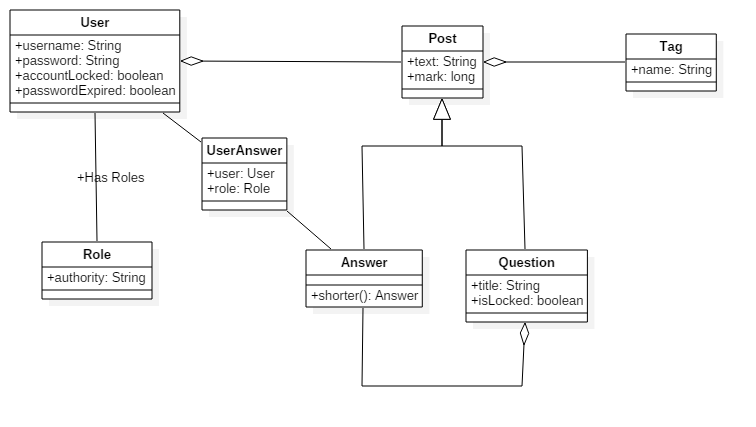 User
+username: String
+password: String
+accountLocked: boolean
+passwordExpired: boolean
Post
+text: String
+mark: long
Tag
+name: String
UserAnswer
+user: User
+role: Role
+Has Roles
Role
+authority: String
Answer
+shorter(): Answer
Question
+title: String
+isLocked: boolean